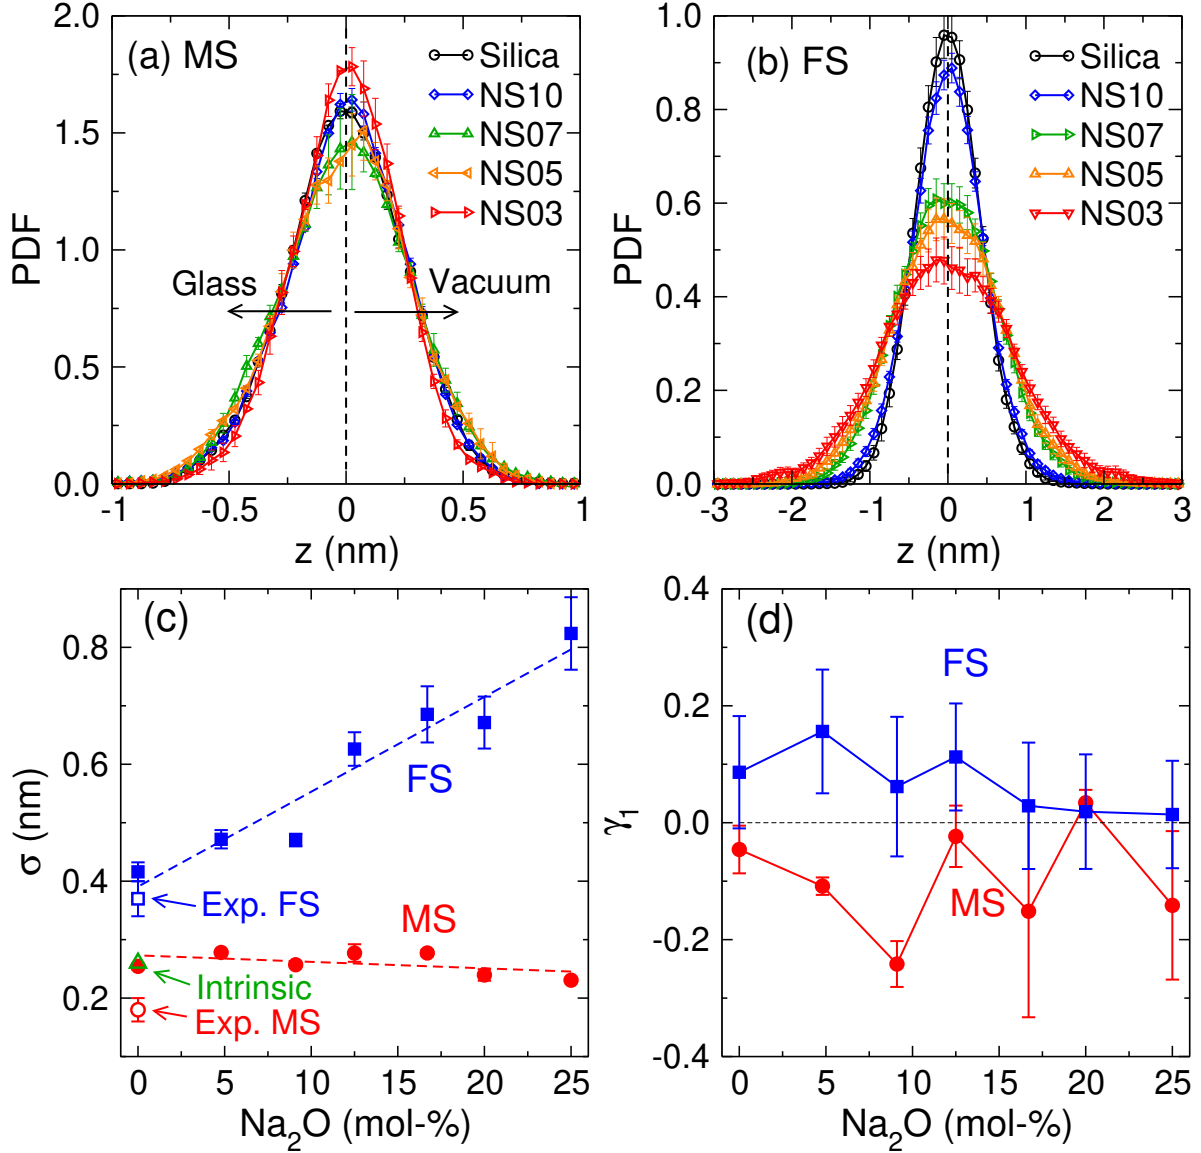 (a) MS
Silica
NS10
NS07
NS05
NS03
Glass
Vacuum
PDF
2.0
1.5
1.0
0.5
0.0
-1 -0.5 0 0.5 1
z (nm)
(b) FS
Silica
NS10
NS07
NS05
NS03
PDF
1.0
0.8
0.6
0.4
0.2
0.0
-3 -2 -1 0 1 2 3
z (nm)
(c)
FS
Exp. FS
MS
Intrinsic
Exp. MS
σ (nm)
0.8
0.6
0.4
0.2
0 5 10 15 20 25
Na₂O (mol-%)
(d)
FS
MS
γ₁
0.4
0.2
0.0
-0.2
-0.4
0 5 10 15 20 25
Na₂O (mol-%)